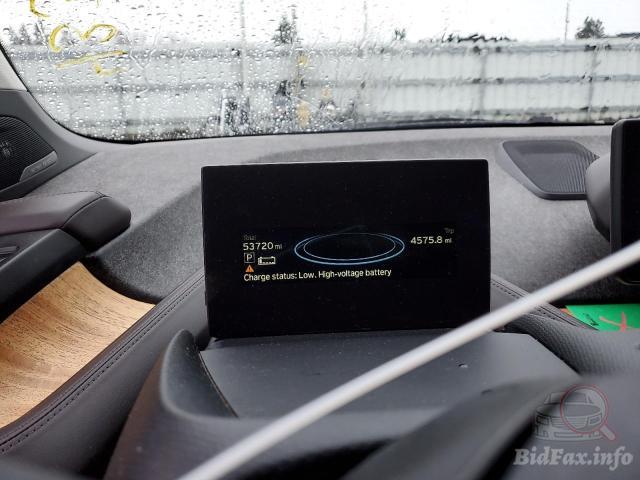 Total
53720 mi
Trip
4575.8 mi
P
Charge status: Low. High-voltage battery
BidFax.info